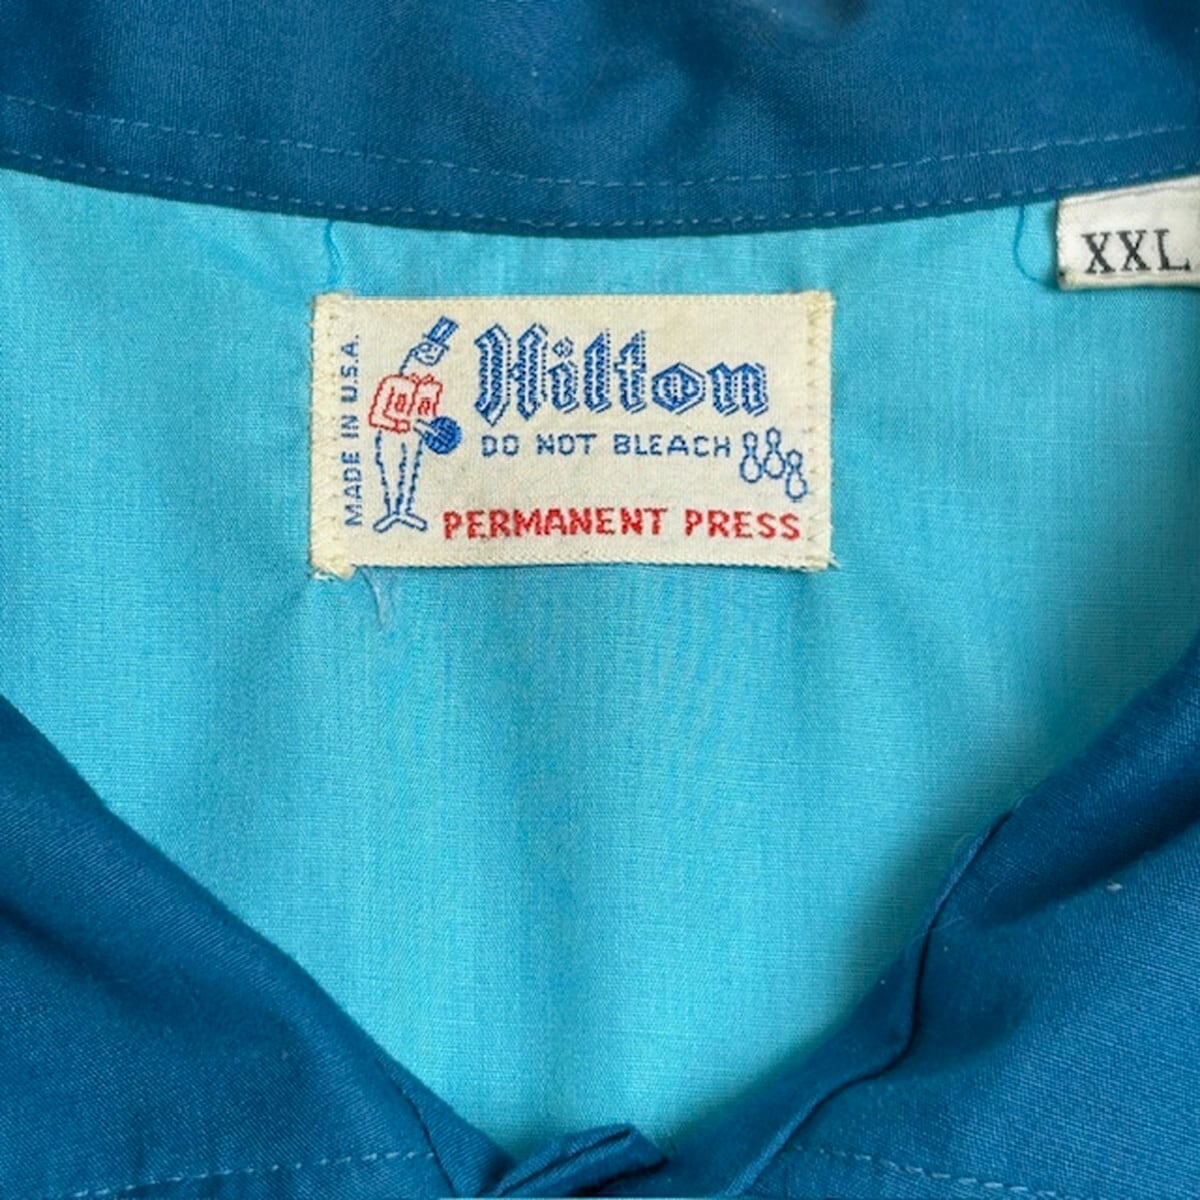 XXL
MADE IN U.S.A.
Hilton
DO NOT BLEACH
PERMANENT PRESS